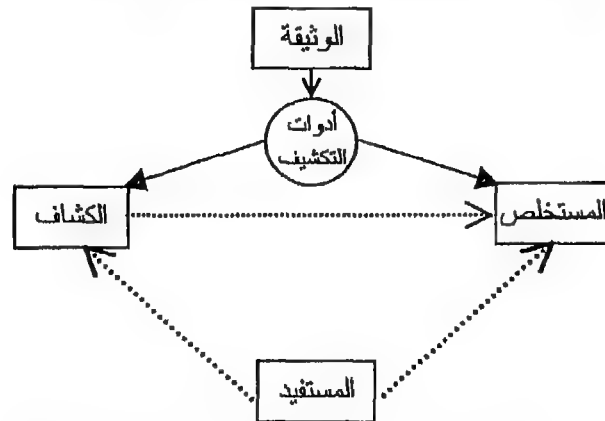 الوثيقة
أدوات
التكشيف
المستخلص
الكشاف
المستفيد